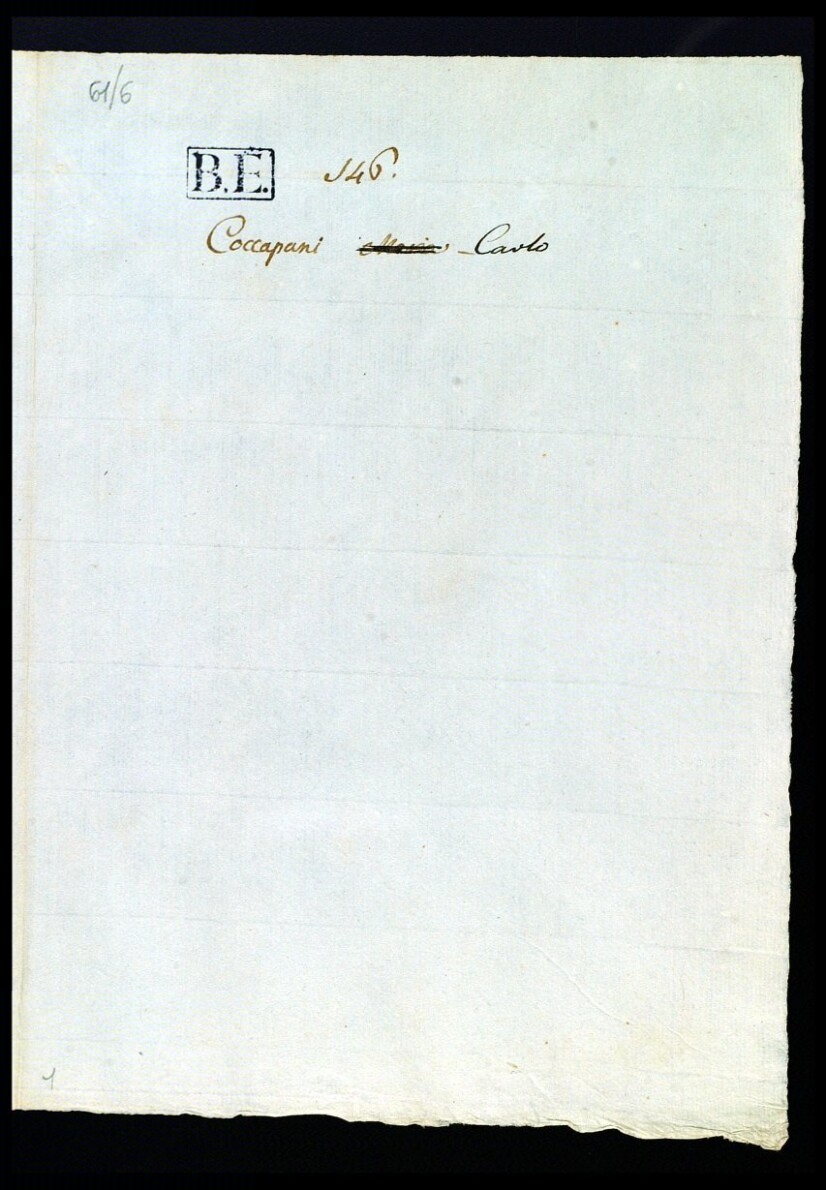 61/6
B.E. 146.
Coccapani Carlo
1